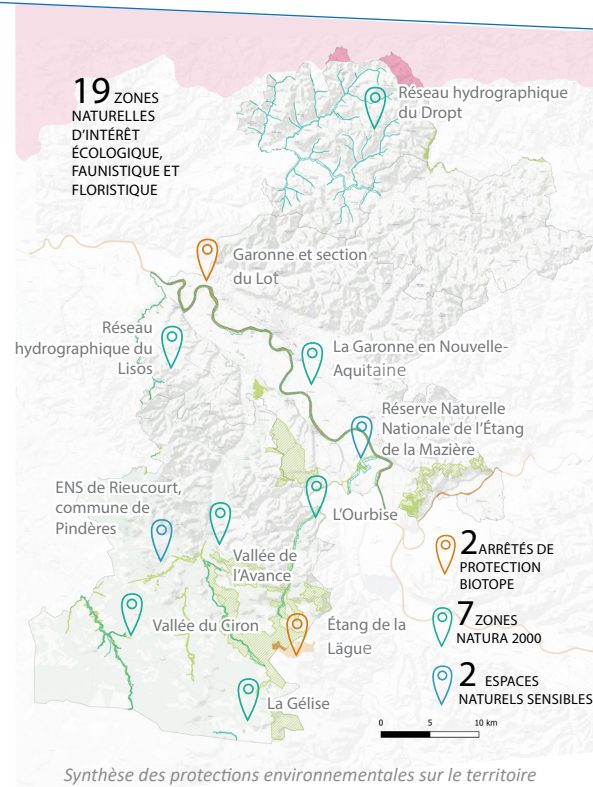 19 ZONES
NATURELLES
D'INTÉRÊT
ÉCOLOGIQUE,
FAUNISTIQUE ET
FLORISTIQUE
Réseau hydrographique
du Dropt
Garonne et section
du Lot
Réseau
hydrographique du
Lisos
La Garonne en Nouvelle-
Aquitaine
Réserve Naturelle
Nationale de l'Étang
de la Mazière
ENS de Rieucourt,
commune de
Pindères
L'Ourbise
Vallée de
l'Avance
Vallée du Ciron
Étang de la
Lägue
La Gélise
2 ARRÊTÉS DE
PROTECTION
BIOTOPE
7 ZONES
NATURA 2000
2 ESPACES
NATURELS SENSIBLES
0 5 10 km
Synthèse des protections environnementales sur le territoire